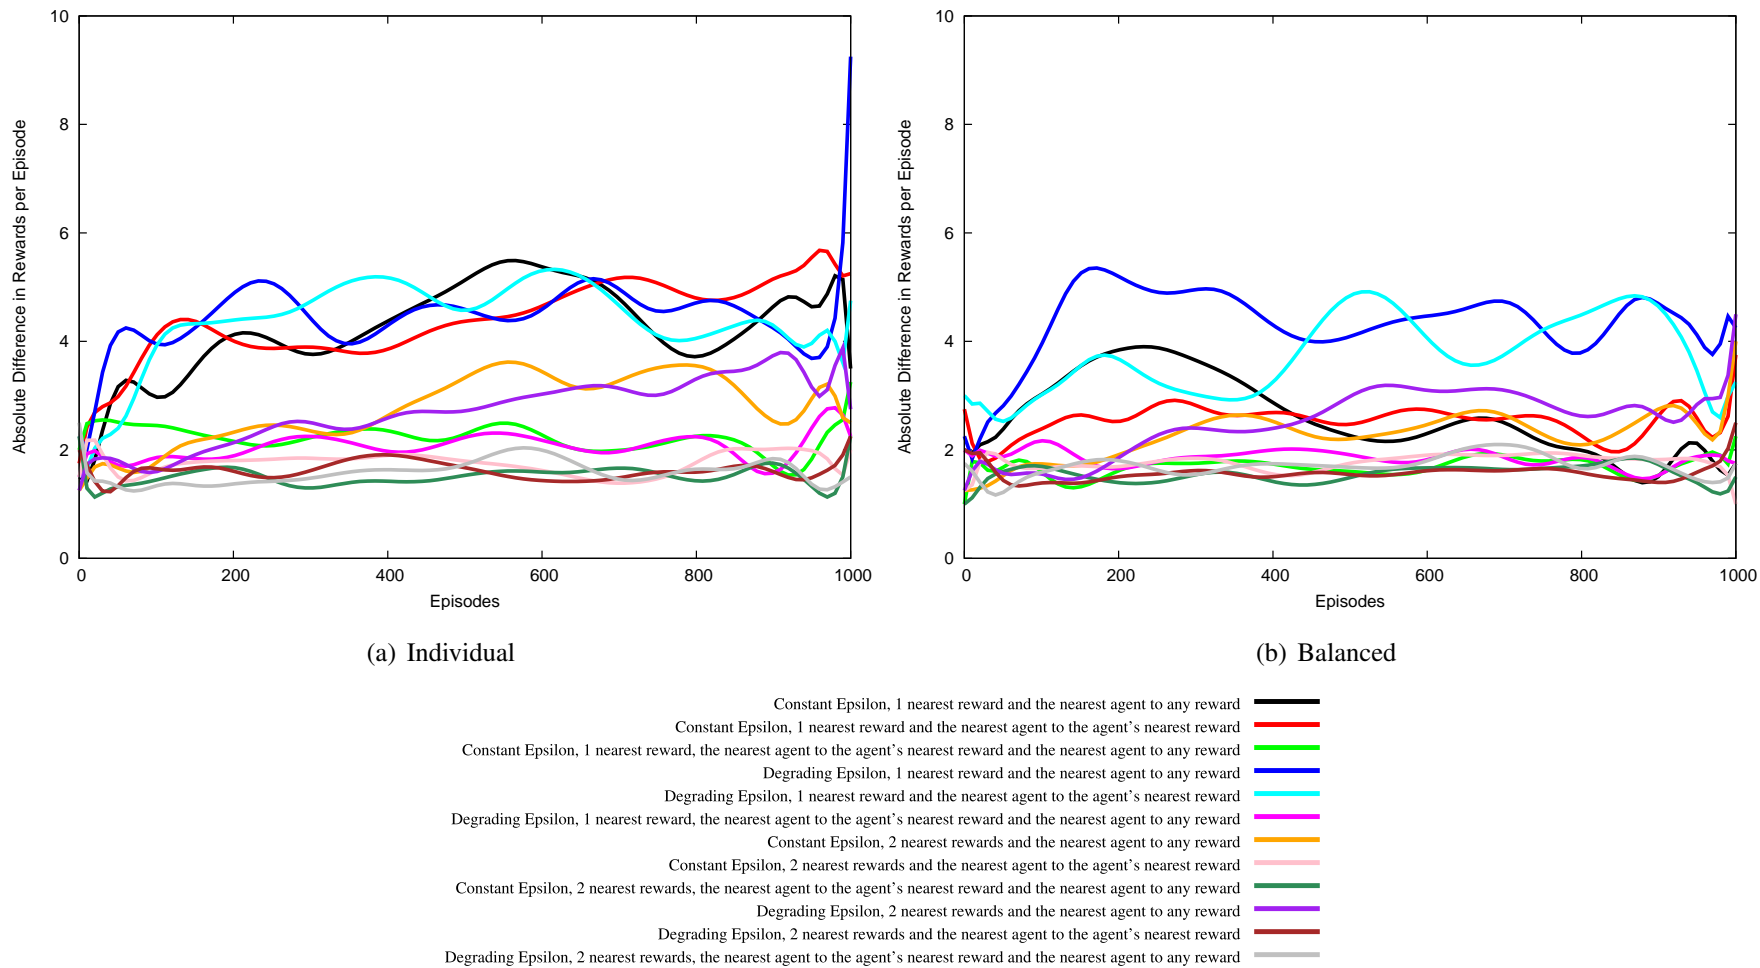 10
8
6
4
2
0
Absolute Difference in Rewards per Episode
0 200 400 600 800 1000
Episodes
(a) Individual
10
8
6
4
2
0
Absolute Difference in Rewards per Episode
0 200 400 600 800 1000
Episodes
(b) Balanced
Constant Epsilon, 1 nearest reward and the nearest agent to any reward
Constant Epsilon, 1 nearest reward and the nearest agent to the agent's nearest reward
Constant Epsilon, 1 nearest reward, the nearest agent to the agent's nearest reward and the nearest agent to any reward
Degrading Epsilon, 1 nearest reward and the nearest agent to any reward
Degrading Epsilon, 1 nearest reward and the nearest agent to the agent's nearest reward
Degrading Epsilon, 1 nearest reward, the nearest agent to the agent's nearest reward and the nearest agent to any reward
Constant Epsilon, 2 nearest rewards and the nearest agent to any reward
Constant Epsilon, 2 nearest rewards and the nearest agent to the agent's nearest reward
Constant Epsilon, 2 nearest rewards, the nearest agent to the agent's nearest reward and the nearest agent to any reward
Degrading Epsilon, 2 nearest rewards and the nearest agent to any reward
Degrading Epsilon, 2 nearest rewards and the nearest agent to the agent's nearest reward
Degrading Epsilon, 2 nearest rewards, the nearest agent to the agent's nearest reward and the nearest agent to any reward